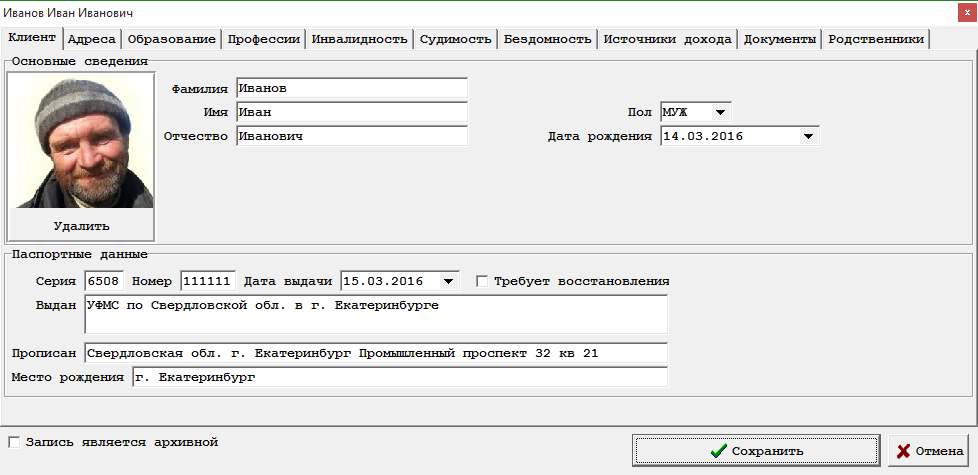 Иванов Иван Иванович
Клиент Адреса Образование Профессии Инвалидность Судимость Бездомность Источники дохода Документы Родственники
Основные сведения
Фамилия Иванов
Имя Иван Пол МУЖ
Отчество Иванович Дата рождения 14.03.2016
Удалить
Паспортные данные
Серия 6508 Номер 111111 Дата выдачи 15.03.2016 Требует восстановления
Выдан УФМС по Свердловской обл. в г. Екатеринбурге
Прописан Свердловская обл. г. Екатеринбург Промышленный проспект 32 кв 21
Место рождения г. Екатеринбург
Запись является архивной
Сохранить Отмена